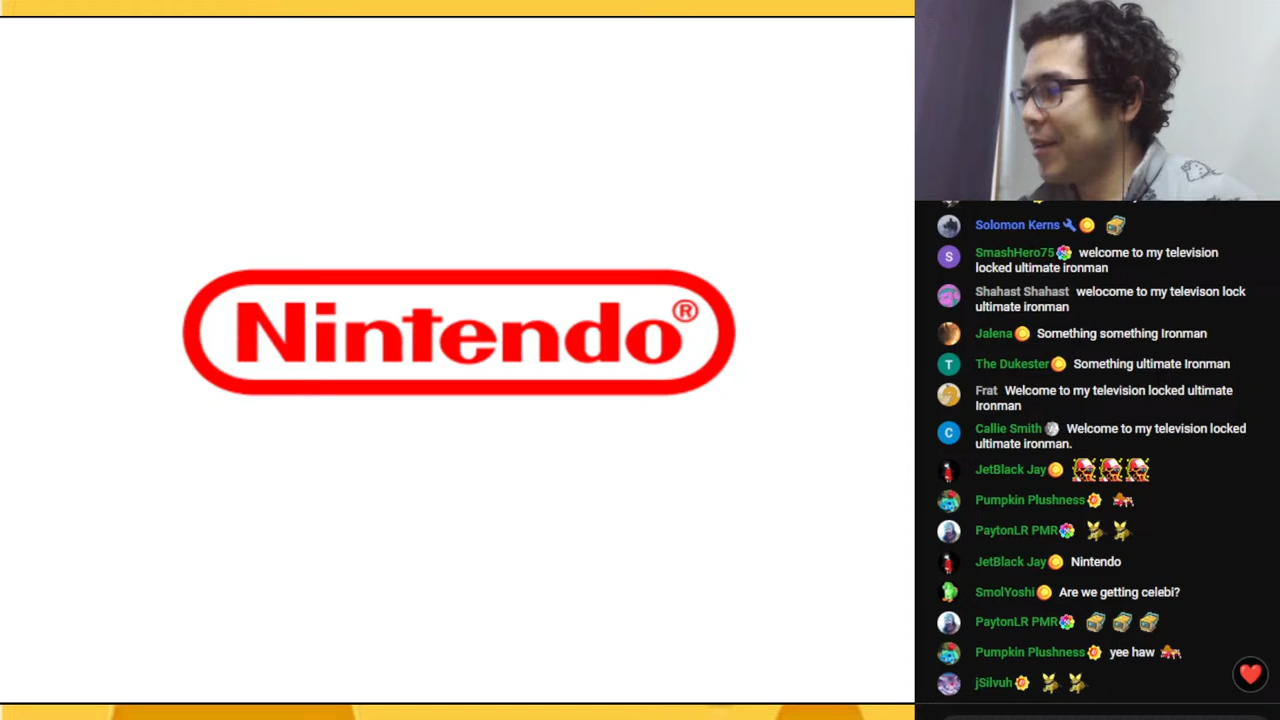 Nintendo®
Solomon Kerns
S SmashHero75 welcome to my television
locked ultimate ironman
Shahast Shahast welocome to my televison lock
ultimate ironman
Jalena Something something Ironman
T The Dukester Something ultimate Ironman
Frat Welcome to my television locked ultimate
Ironman
C Callie Smith Welcome to my television locked
ultimate ironman.
JetBlack Jay
Pumpkin Plushness
PaytonLR PMR
JetBlack Jay Nintendo
SmolYoshi Are we getting celebi?
PaytonLR PMR
Pumpkin Plushness yee haw
jSilvuh